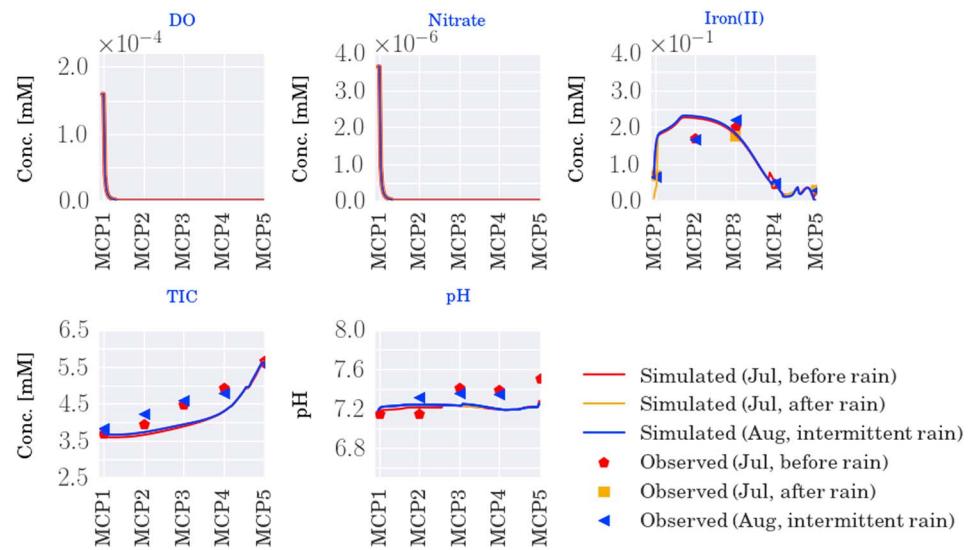 DO
Nitrate
Iron(II)
×10⁻⁴
×10⁻⁶
×10⁻¹
Conc. [mM]
2.0
1.0
0.0
Conc. [mM]
4.0
3.0
2.0
1.0
0.0
Conc. [mM]
4.0
3.0
2.0
1.0
0.0
MCP1
MCP2
MCP3
MCP4
MCP5
MCP1
MCP2
MCP3
MCP4
MCP5
MCP1
MCP2
MCP3
MCP4
MCP5
TIC
pH
Conc. [mM]
6.5
5.5
4.5
3.5
2.5
pH
8.0
7.6
7.2
6.8
MCP1
MCP2
MCP3
MCP4
MCP5
MCP1
MCP2
MCP3
MCP4
MCP5
Simulated (Jul, before rain)
Simulated (Jul, after rain)
Simulated (Aug, intermittent rain)
Observed (Jul, before rain)
Observed (Jul, after rain)
Observed (Aug, intermittent rain)